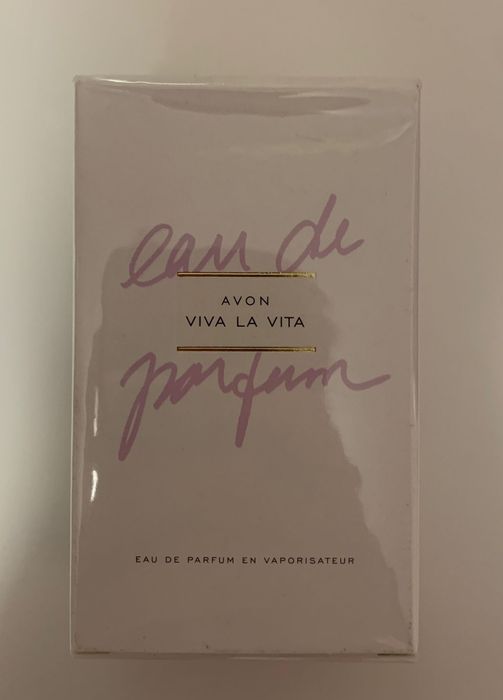 eau de
AVON
VIVA LA VITA
parfum
EAU DE PARFUM EN VAPORISATEUR